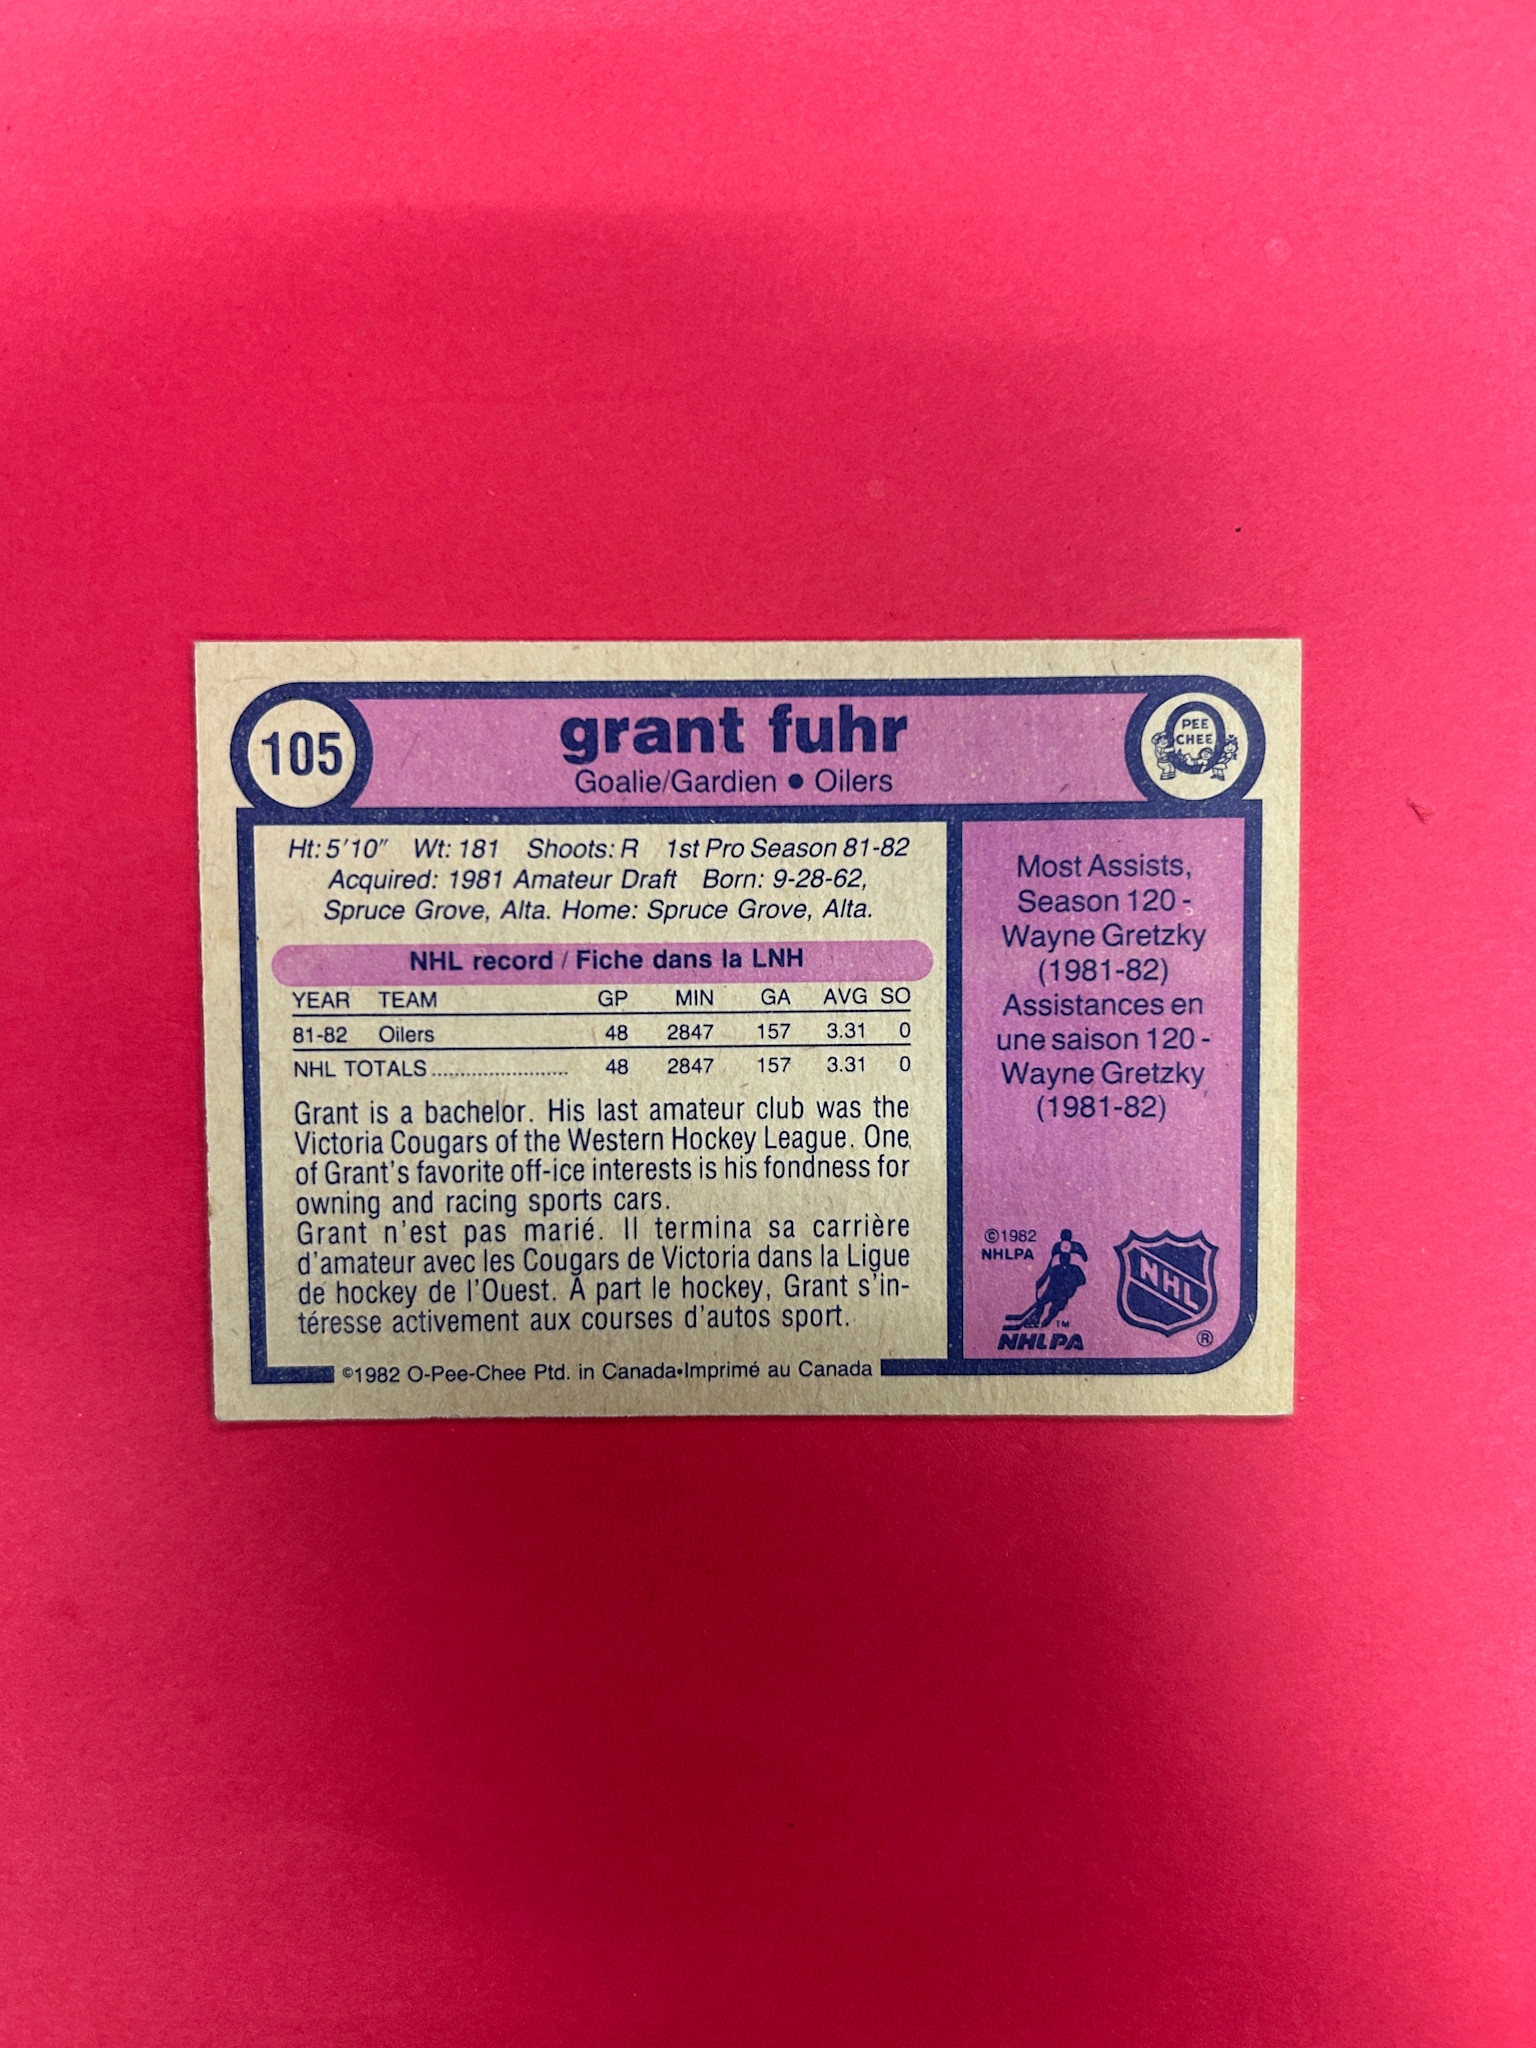 105
grant fuhr
Goalie/Gardien ● Oilers
O
PEE
CHEE
Ht: 5'10" Wt: 181 Shoots: R 1st Pro Season 81-82
Acquired: 1981 Amateur Draft Born: 9-28-62,
Spruce Grove, Alta. Home: Spruce Grove, Alta.
NHL record / Fiche dans la LNH
YEAR TEAM GP MIN GA AVG SO
81-82 Oilers 48 2847 157 3.31 0
NHL TOTALS ........................ 48 2847 157 3.31 0
Grant is a bachelor. His last amateur club was the
Victoria Cougars of the Western Hockey League. One
of Grant's favorite off-ice interests is his fondness for
owning and racing sports cars.
Grant n'est pas marié. Il termina sa carrière
d'amateur avec les Cougars de Victoria dans la Ligue
de hockey de l'Ouest. A part le hockey, Grant s'in-
téresse activement aux courses d'autos sport.
©1982 O-Pee-Chee Ptd. in Canada•Imprimé au Canada
Most Assists,
Season 120 -
Wayne Gretzky
(1981-82)
Assistances en
une saison 120 -
Wayne Gretzky
(1981-82)
©1982
NHLPA
TM
NHLPA
NHL
®